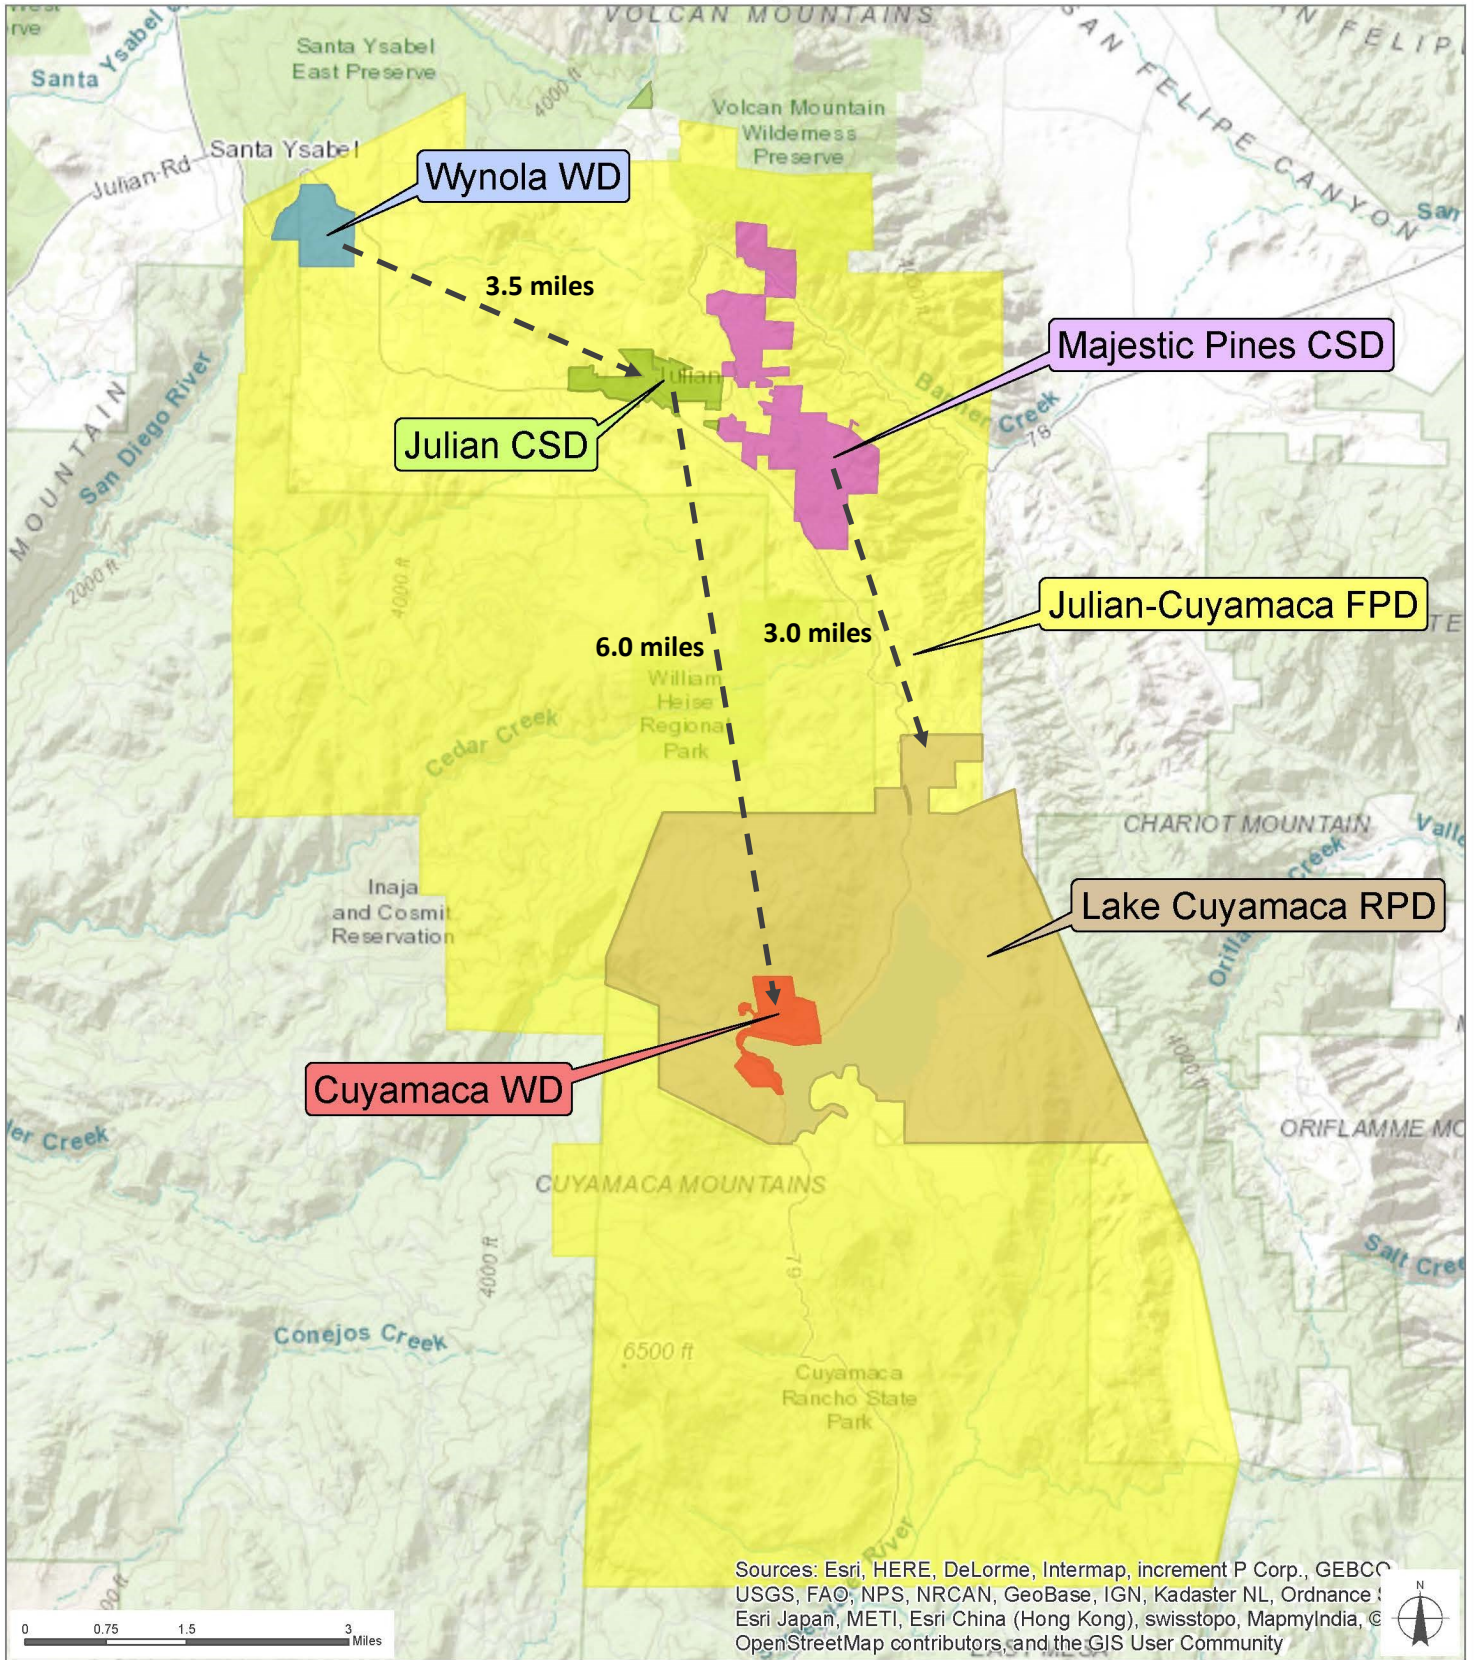 VOLCAN MOUNTAINS
Santa Ysabel
East Preserve
Santa Ysabel
4000 ft
Volcan Mountain
Wilderness
Preserve
SAN FELIPE CANYON
San
Santa Ysabel
Julian-Rd
Wynola WD
3.5 miles
4000 ft
Majestic Pines CSD
Julian
Banner Creek
78
Julian CSD
MOUNTAIN
San Diego River
2000 ft
4000 ft
Julian-Cuyamaca FPD
6.0 miles
3.0 miles
William
Heise
Regional
Park
Cedar Creek
CHARIOT MOUNTAIN
Inaja
and Cosmit
Reservation
Lake Cuyamaca RPD
Creek
4000 ft
Cuyamaca WD
Creek
CUYAMACA MOUNTAINS
79
4000 ft
Conejos Creek
6500 ft
Cuyamaca
Rancho State
Park
River
Sources: Esri, HERE, DeLorme, Intermap, increment P Corp., GEBCO
USGS, FAO, NPS, NRCAN, GeoBase, IGN, Kadaster NL, Ordnance
Esri Japan, METI, Esri China (Hong Kong), swisstopo, MapmyIndia, ©
OpenStreetMap contributors, and the GIS User Community
N
0 0.75 1.5 3
Miles